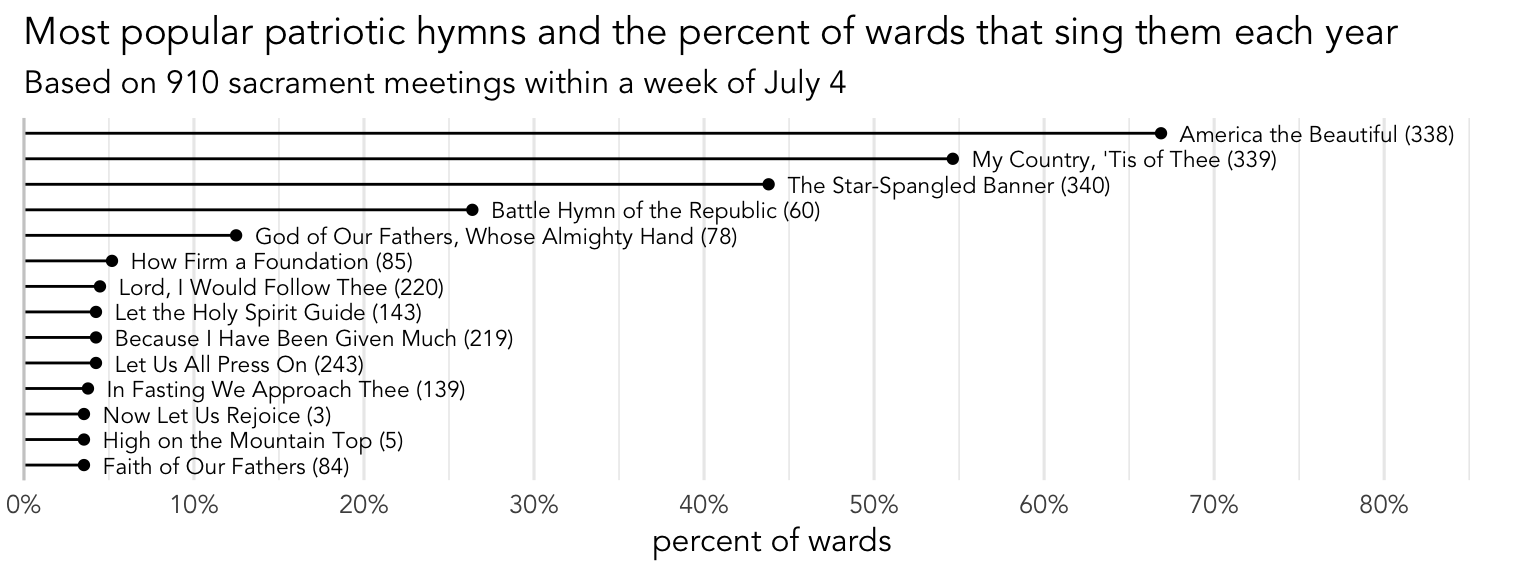 Most popular patriotic hymns and the percent of wards that sing them each year
Based on 910 sacrament meetings within a week of July 4
America the Beautiful (338)
My Country, 'Tis of Thee (339)
The Star-Spangled Banner (340)
Battle Hymn of the Republic (60)
God of Our Fathers, Whose Almighty Hand (78)
How Firm a Foundation (85)
Lord, I Would Follow Thee (220)
Let the Holy Spirit Guide (143)
Because I Have Been Given Much (219)
Let Us All Press On (243)
In Fasting We Approach Thee (139)
Now Let Us Rejoice (3)
High on the Mountain Top (5)
Faith of Our Fathers (84)
0% 10% 20% 30% 40% 50% 60% 70% 80%
percent of wards